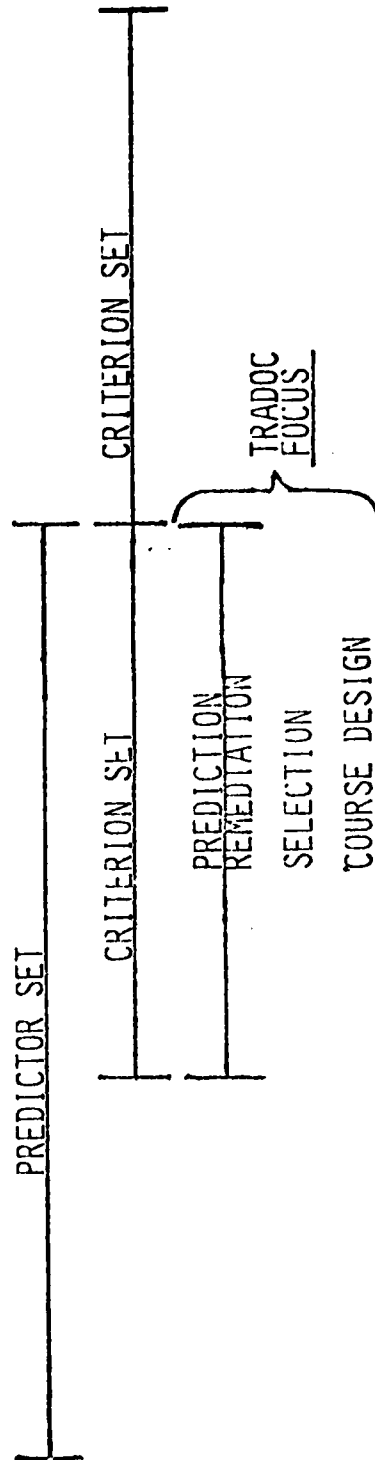 PREDICTOR SET
CRITERION SET
CRITERION SET
PREDICTION
REMEDIATION
SELECTION
COURSE DESIGN
TRADOC
FOCUS